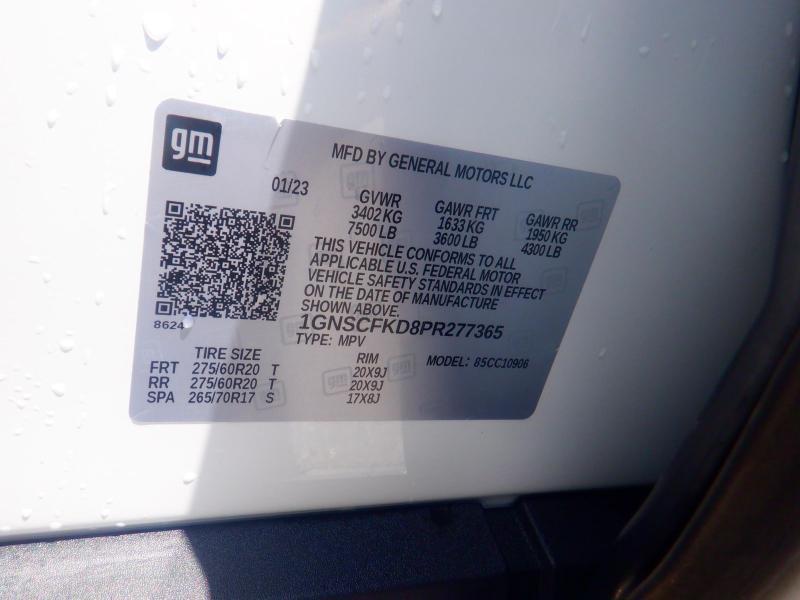 gm
MFD BY GENERAL MOTORS LLC
01/23
GVWR GAWR FRT GAWR RR
3402 KG 1633 KG 1950 KG
7500 LB 3600 LB 4300 LB
THIS VEHICLE CONFORMS TO ALL
APPLICABLE U.S. FEDERAL MOTOR
VEHICLE SAFETY STANDARDS IN EFFECT
ON THE DATE OF MANUFACTURE
SHOWN ABOVE.
8624
1GNSCFKD8PR277365
TYPE: MPV
MODEL: 85CC10906
TIRE SIZE RIM
FRT 275/60R20 T 20X9J
RR 275/60R20 T 20X9J
SPA 265/70R17 S 17X8J